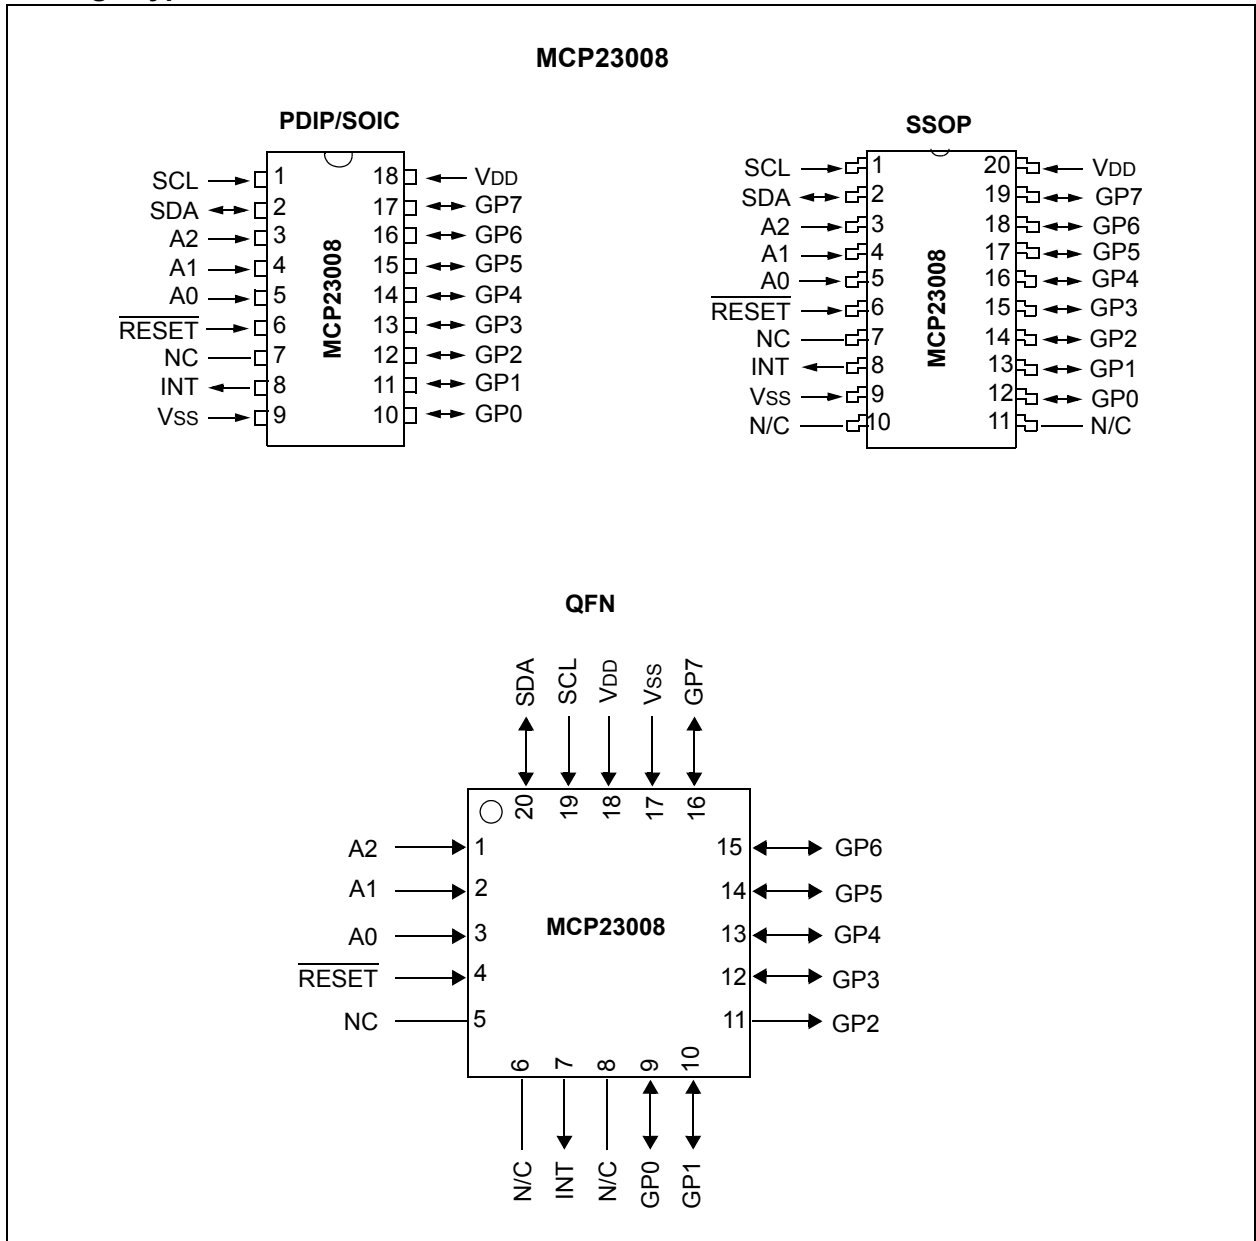 MCP23008
PDIP/SOIC
SCL 1 18 VDD
SDA 2 17 GP7
A2 3 16 GP6
A1 4 15 GP5
A0 5 14 GP4
RESET 6 13 GP3
NC 7 12 GP2
INT 8 11 GP1
VSS 9 10 GP0
MCP23008
SSOP
SCL 1 20 VDD
SDA 2 19 GP7
A2 3 18 GP6
A1 4 17 GP5
A0 5 16 GP4
RESET 6 15 GP3
NC 7 14 GP2
INT 8 13 GP1
VSS 9 12 GP0
N/C 10 11 N/C
MCP23008
QFN
SDA SCL VDD VSS GP7
20 19 18 17 16
A2 1 15 GP6
A1 2 14 GP5
A0 3 MCP23008 13 GP4
RESET 4 12 GP3
NC 5 11 GP2
6 7 8 9 10
N/C INT N/C GP0 GP1